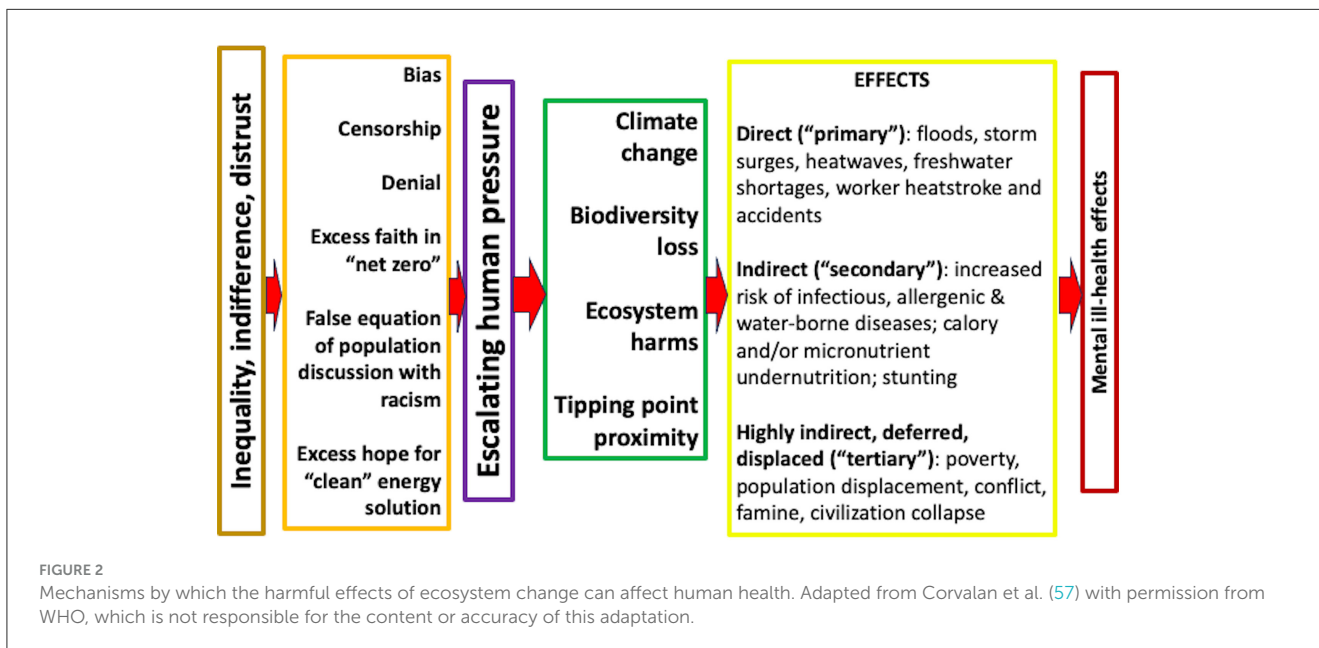 Inequality, indifference, distrust
Bias
Censorship
Denial
Excess faith in
“net zero”
False equation
of population
discussion with
racism
Excess hope for
“clean” energy
solution
Escalating human pressure
Climate
change
Biodiversity
loss
Ecosystem
harms
Tipping point
proximity
EFFECTS
Direct (“primary”): floods, storm
surges, heatwaves, freshwater
shortages, worker heatstroke and
accidents
Indirect (“secondary”): increased
risk of infectious, allergenic &
water-borne diseases; calory
and/or micronutrient
undernutrition; stunting
Highly indirect, deferred,
displaced (“tertiary”): poverty,
population displacement, conflict,
famine, civilization collapse
Mental ill-health effects
FIGURE 2
Mechanisms by which the harmful effects of ecosystem change can affect human health. Adapted from Corvalan et al. (57) with permission from
WHO, which is not responsible for the content or accuracy of this adaptation.